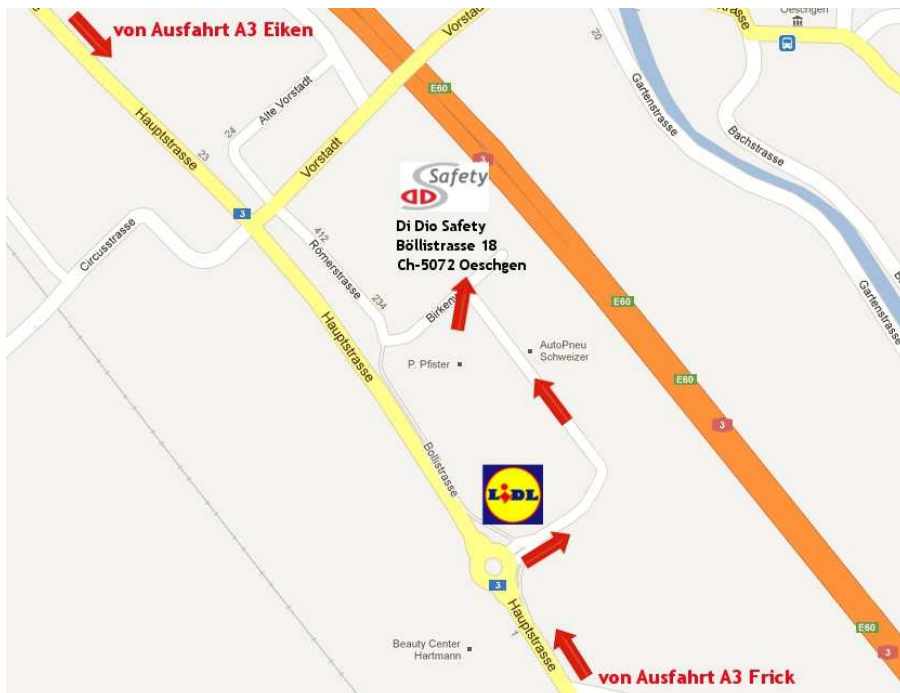 von Ausfahrt A3 Eiken
Oeschgen
Vorstadt
E60
20
Gartenstrasse
Alte Vorstadt
Hauptstrasse
24
23
Bachstrasse
Vorstadt
3
Safety
DD
Di Dio Safety
Böllistrasse 18
Ch-5072 Oeschgen
3
412
Circusstrasse
Römerstrasse
234
Gartenstrasse
E60
Hauptstrasse
AutoPneu
Schweizer
P. Pfister
E60
3
Böllistrasse
LiDL
3
Hauptstrasse
1
E60
3
Beauty Center
Hartmann
von Ausfahrt A3 Frick